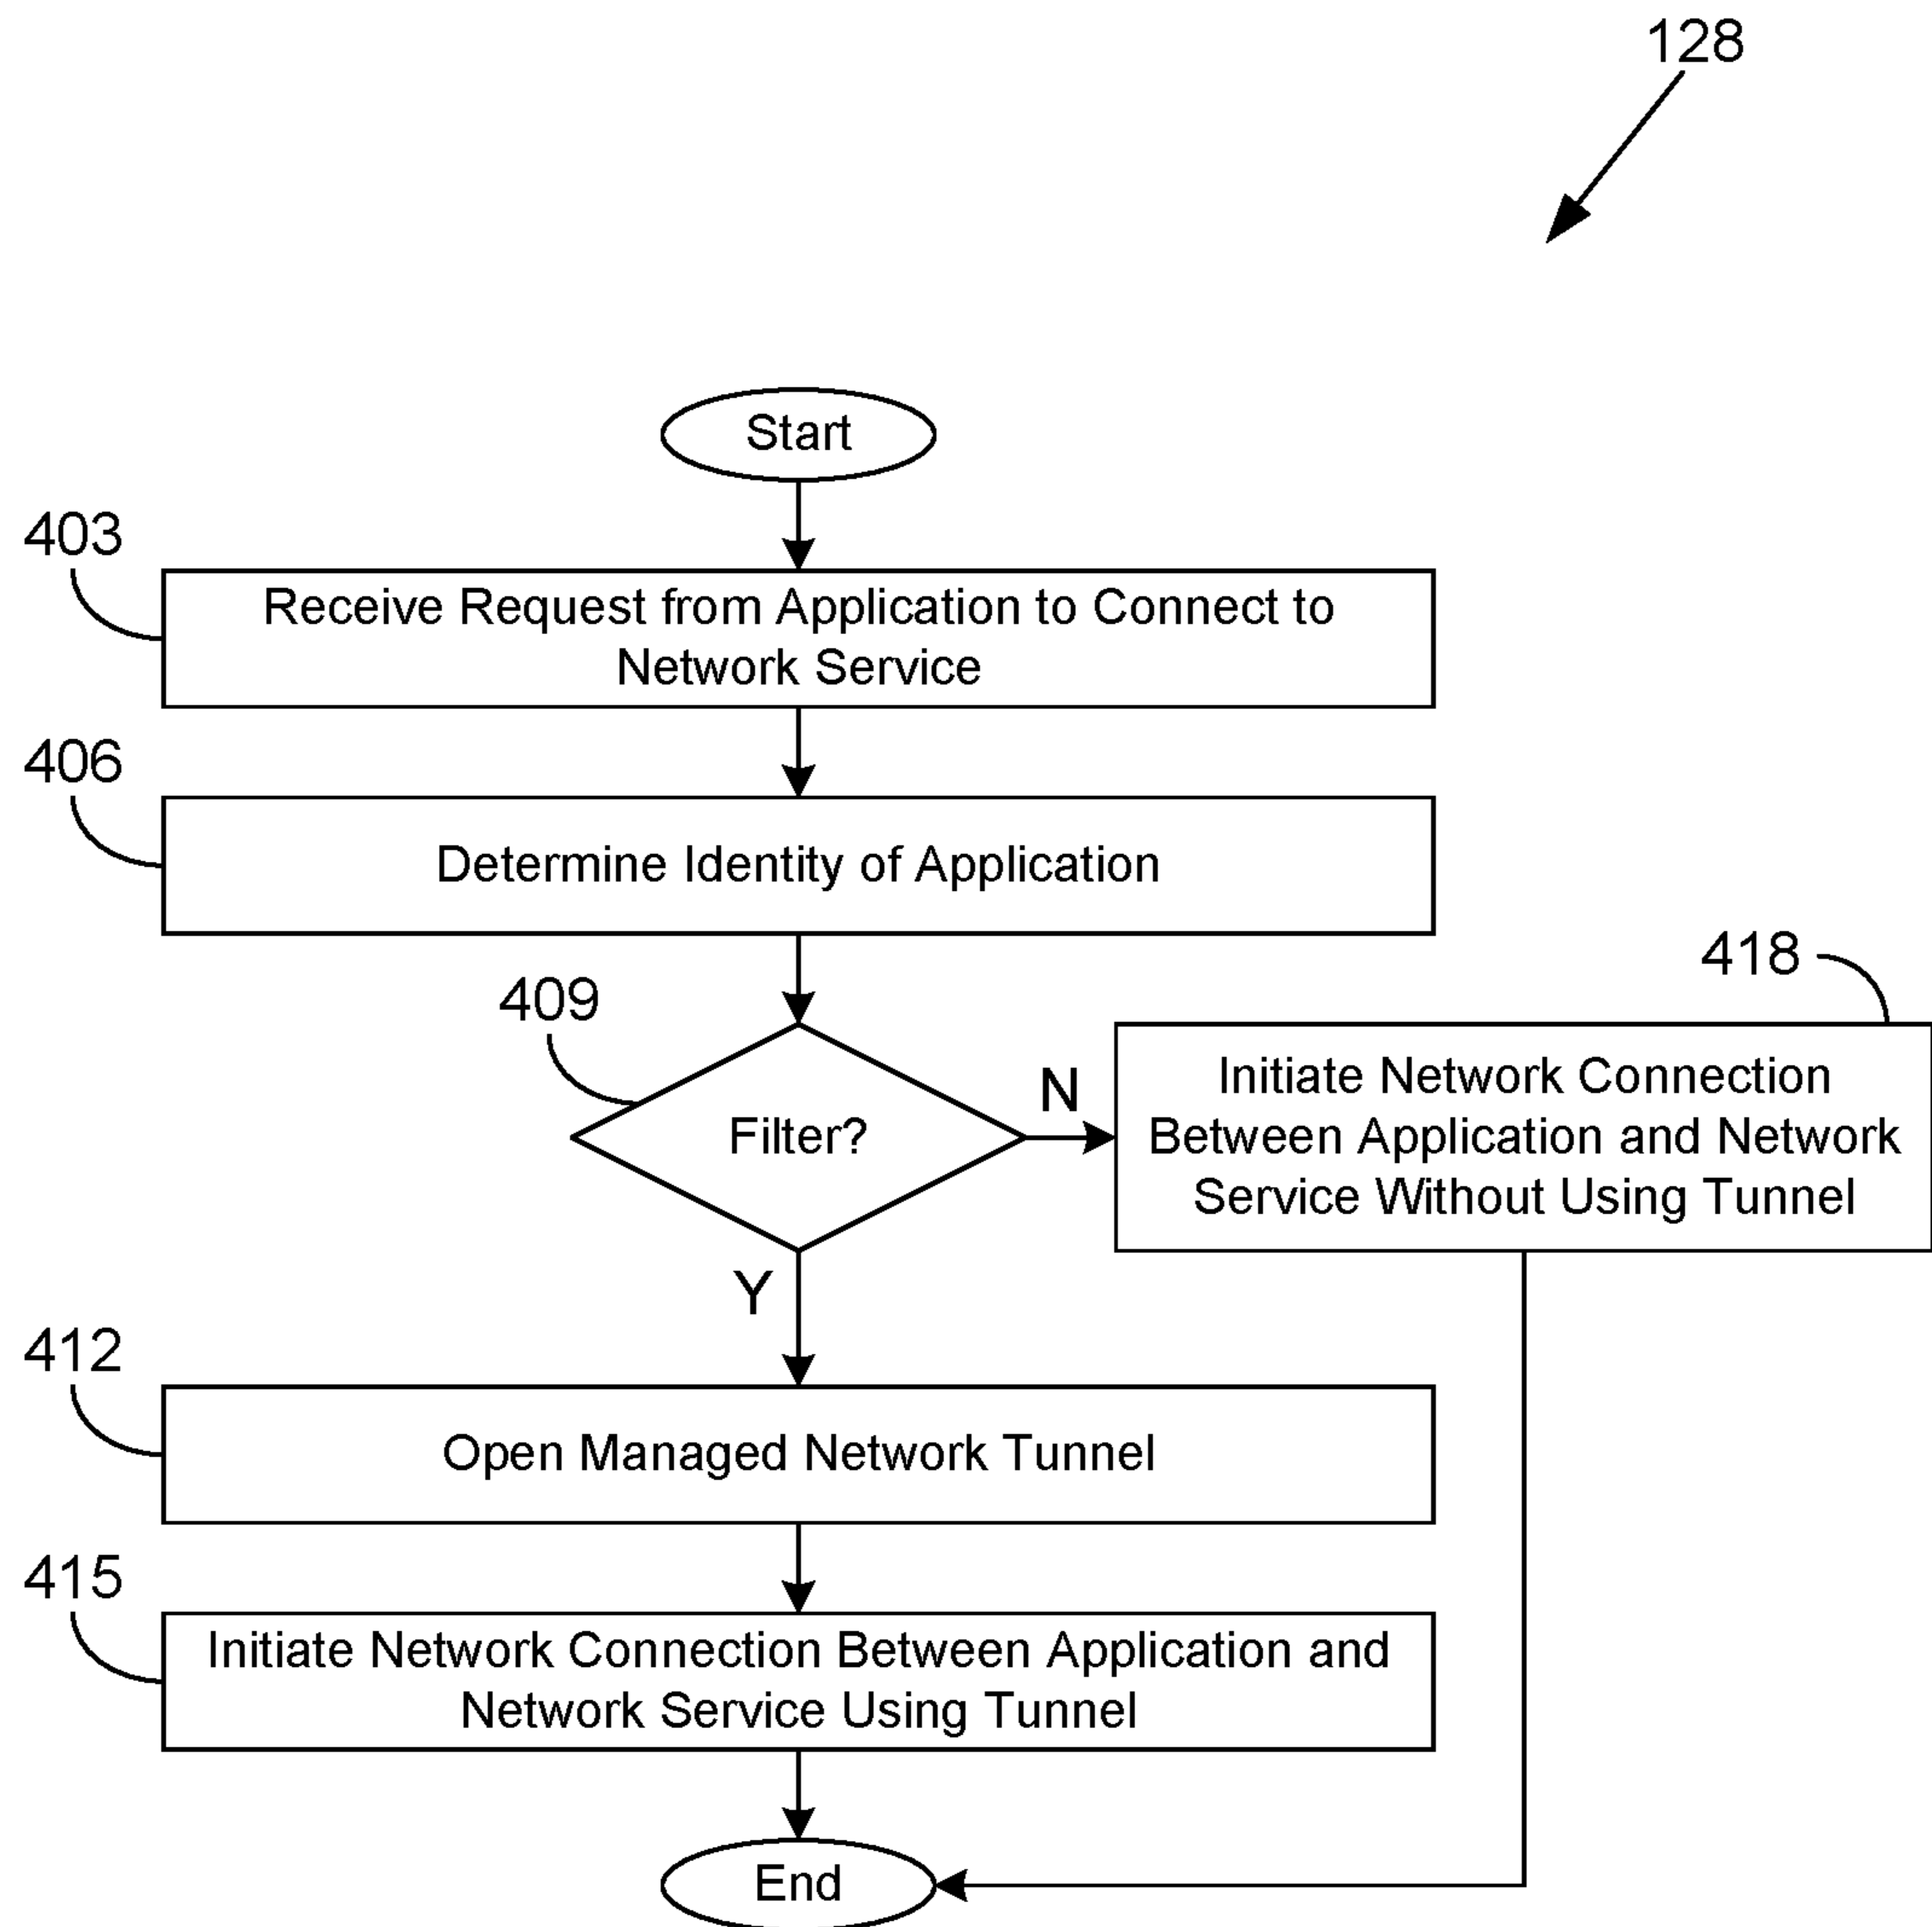 128
Start
403
Receive Request from Application to Connect to
Network Service
406
Determine Identity of Application
409
Filter?
N
418
Initiate Network Connection
Between Application and Network
Service Without Using Tunnel
Y
412
Open Managed Network Tunnel
415
Initiate Network Connection Between Application and
Network Service Using Tunnel
End